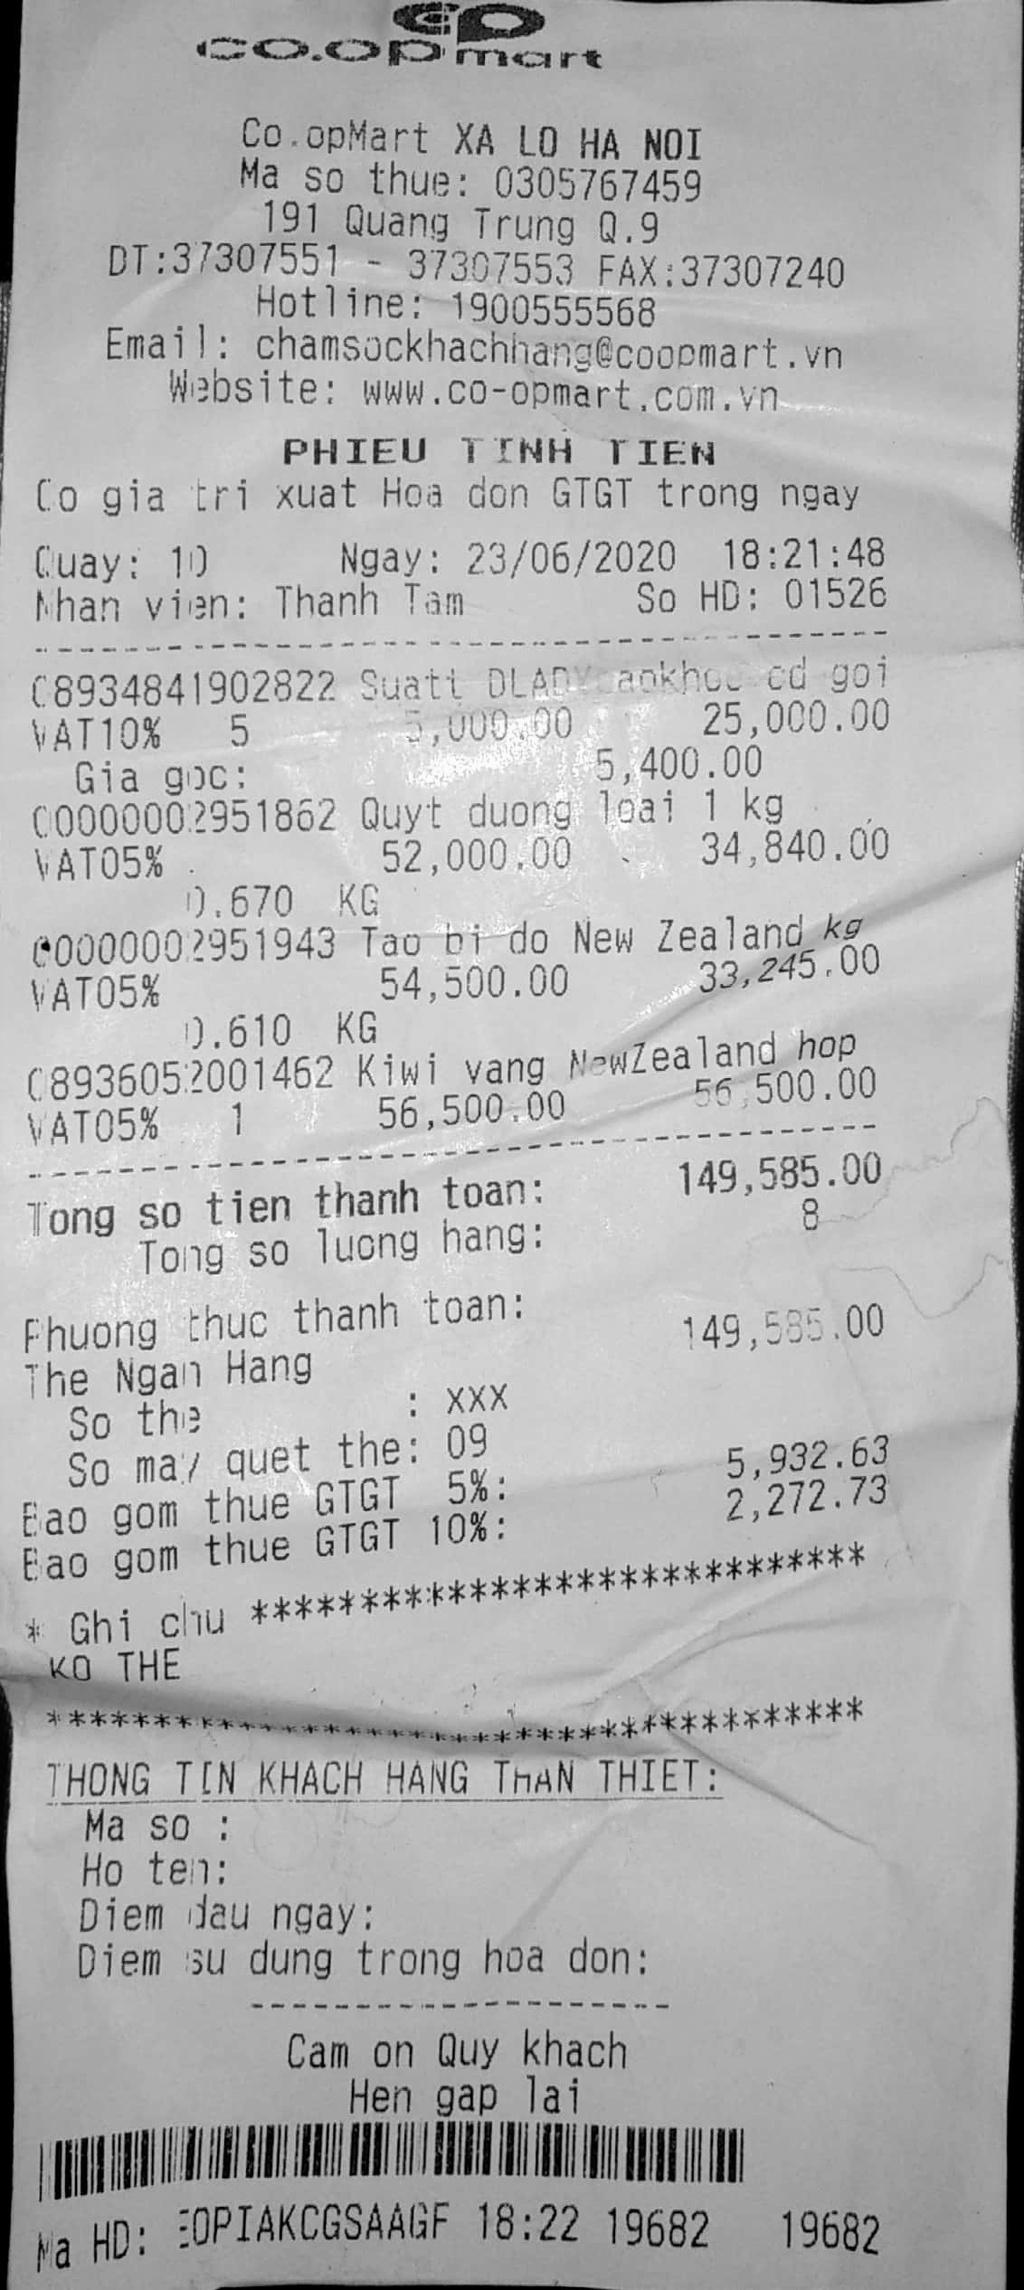 co.opmart
Co.opMart XA LO HA NOI
Ma so thue: 0305767459
191 Quang Trung Q.9
DT:37307551 - 37307553 FAX:37307240
Hotline: 1900555568
Email: chamsockhachhang@coopmart.vn
Website: www.co-opmart.com.vn
PHIEU TINH TIEN
Co gia tri xuat Hoa don GTGT trong ngay
Quay: 10 Ngay: 23/06/2020 18:21:48
Nhan vien: Thanh Tam So HD: 01526
C8934841902822 Suatt cd goi
VAT10% 5 5,000.00 25,000.00
Gia goc: 5,400.00
00000002951862 Quyt duong loai 1 kg
VAT05% 52,000.00 34,840.00
0.670 KG
00000002951943 Tao bi do New Zealand kg
VAT05% 54,500.00 33,245.00
0.610 KG
C8936052001462 Kiwi vang NewZealand hop
VAT05% 1 56,500.00 56,500.00
Tong so tien thanh toan: 149,585.00
Tong so luong hang: 8
Phuong thuc thanh toan:
The Ngan Hang 149,585.00
So the : XXX
So may quet the: 09
Bao gom thue GTGT 5%: 5,932.63
Bao gom thue GTGT 10%: 2,272.73
* Ghi chu ****************************
KO THE
**************************************
THONG TIN KHACH HANG THAN THIET:
Ma so :
Ho ten:
Diem dau ngay:
Diem su dung trong hoa don:
Cam on Quy khach
Hen gap lai
Ma HD: EOPIAKCGSAAGF 18:22 19682 19682